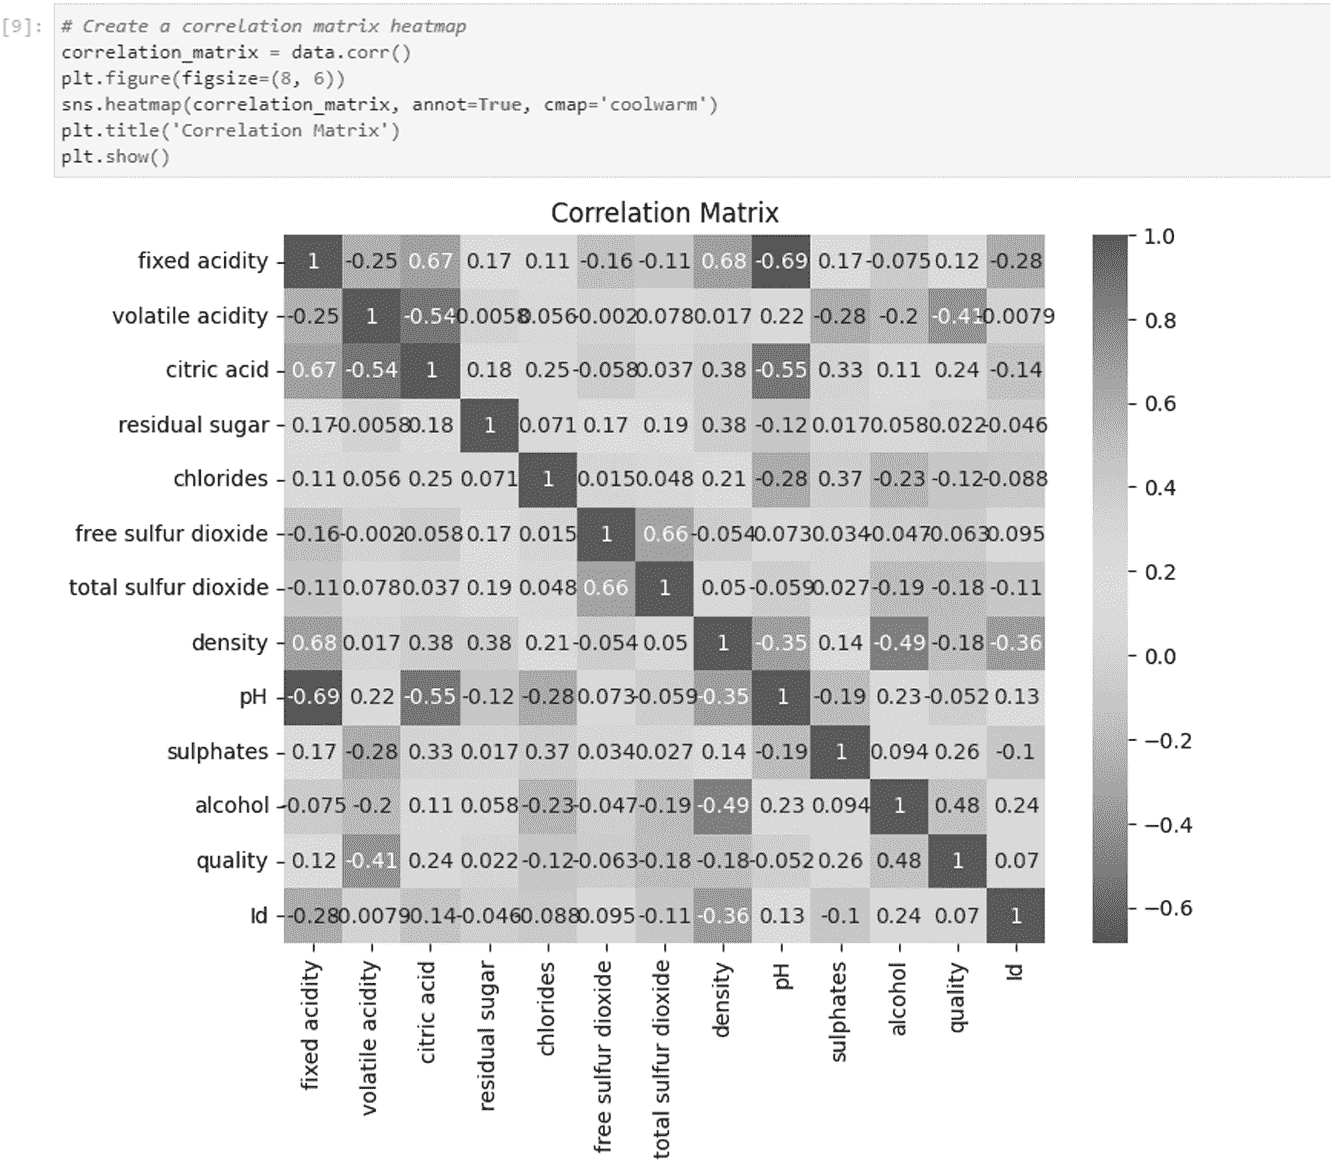 [9]: # Create a correlation matrix heatmap
correlation_matrix = data.corr()
plt.figure(figsize=(8, 6))
sns.heatmap(correlation_matrix, annot=True, cmap='coolwarm')
plt.title('Correlation Matrix')
plt.show()
Correlation Matrix
fixed acidity 1 -0.25 0.67 0.17 0.11 -0.16 -0.11 0.68 -0.69 0.17 -0.075 0.12 -0.28 1.0
volatile acidity -0.25 1 -0.54 0.0058 0.056 -0.002 0.078 0.017 0.22 -0.28 -0.2 -0.41 0.0079 0.8
citric acid 0.67 -0.54 1 0.18 0.25 -0.058 0.037 0.38 -0.55 0.33 0.11 0.24 -0.14
residual sugar 0.17 -0.0058 0.18 1 0.071 0.17 0.19 0.38 -0.12 0.017 0.058 0.022 -0.046 0.6
chlorides 0.11 0.056 0.25 0.071 1 0.015 0.048 0.21 -0.28 0.37 -0.23 -0.12 -0.088 0.4
free sulfur dioxide -0.16 -0.002 0.058 0.17 0.015 1 0.66 -0.054 0.073 0.034 -0.047 0.063 0.095
total sulfur dioxide -0.11 0.078 0.037 0.19 0.048 0.66 1 0.05 -0.059 0.027 -0.19 -0.18 -0.11 0.2
density 0.68 0.017 0.38 0.38 0.21 -0.054 0.05 1 -0.35 0.14 -0.49 -0.18 -0.36 0.0
pH -0.69 0.22 -0.55 -0.12 -0.28 0.073 -0.059 -0.35 1 -0.19 0.23 -0.052 0.13
sulphates 0.17 -0.28 0.33 0.017 0.37 0.034 0.027 0.14 -0.19 1 0.094 0.26 -0.1 −0.2
alcohol -0.075 -0.2 0.11 0.058 -0.23 -0.047 -0.19 -0.49 0.23 0.094 1 0.48 0.24 −0.4
quality 0.12 -0.41 0.24 0.022 -0.12 -0.063 -0.18 -0.18 -0.052 0.26 0.48 1 0.07
Id -0.28 0.0079 -0.14 -0.046 0.088 0.095 -0.11 -0.36 0.13 -0.1 0.24 0.07 1 −0.6
fixed acidity
volatile acidity
citric acid
residual sugar
chlorides
free sulfur dioxide
total sulfur dioxide
density
pH
sulphates
alcohol
quality
Id